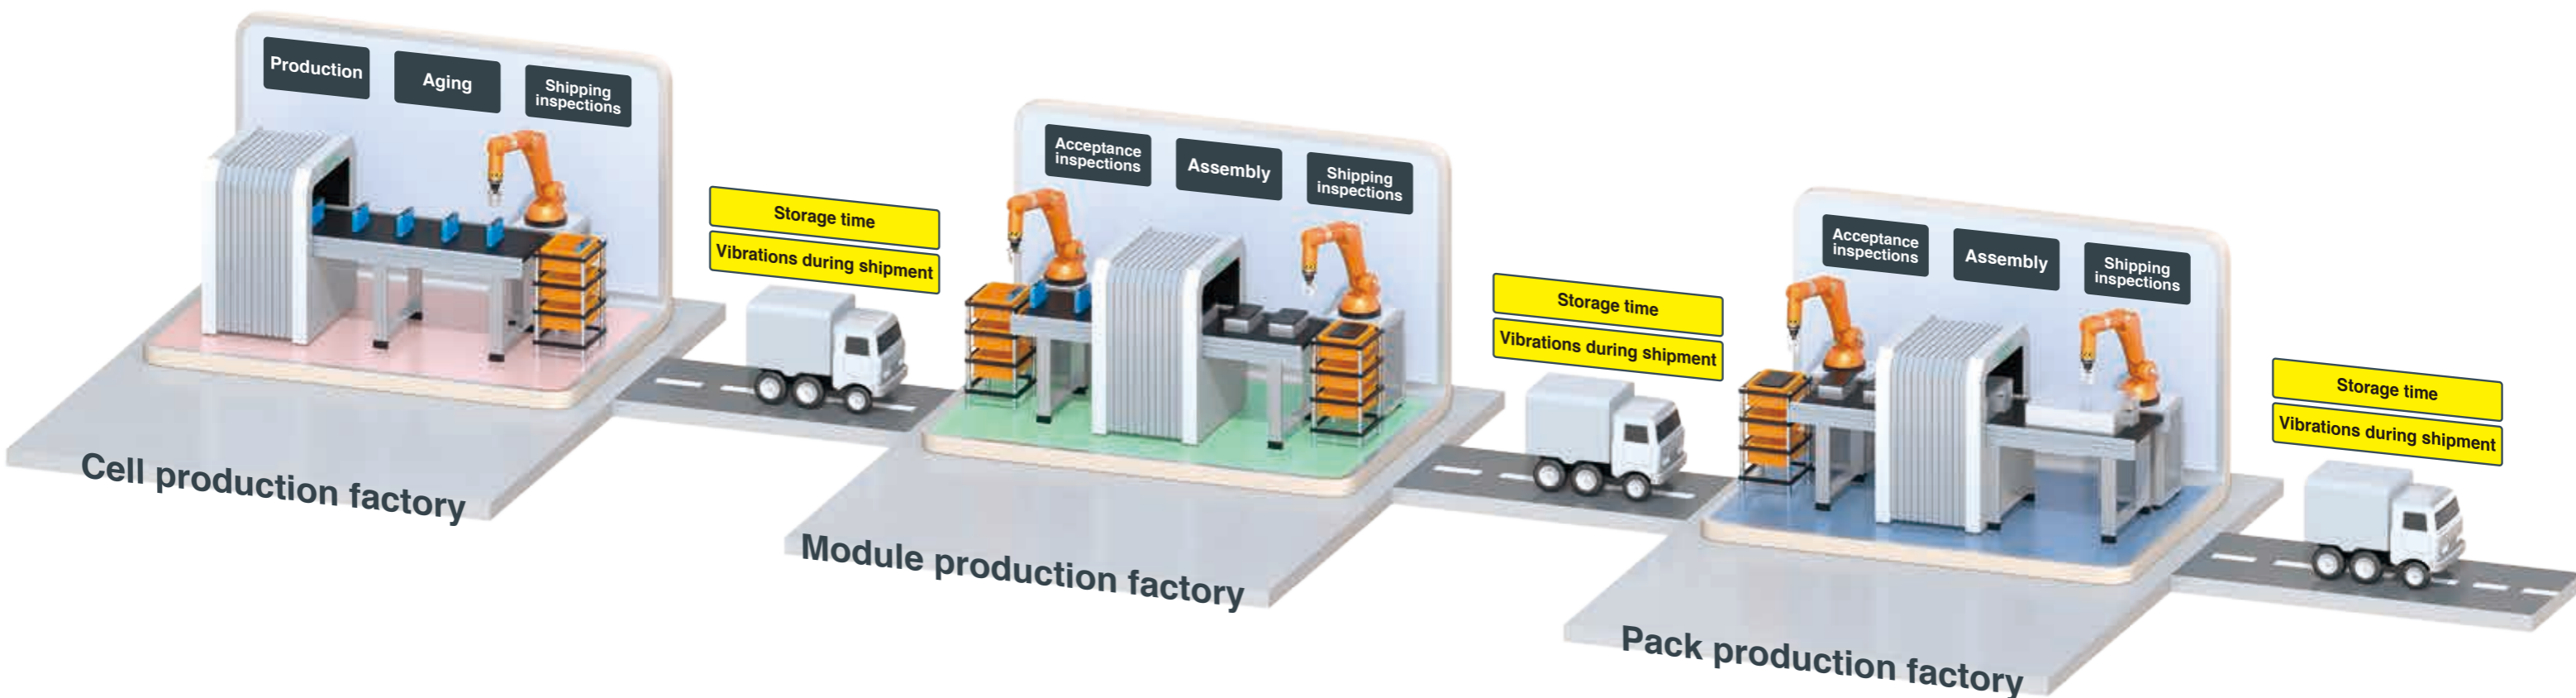 Production
Aging
Shipping
inspections
Storage time
Vibrations during shipment
Cell production factory
Acceptance
inspections
Assembly
Shipping
inspections
Storage time
Vibrations during shipment
Module production factory
Acceptance
inspections
Assembly
Shipping
inspections
Storage time
Vibrations during shipment
Pack production factory